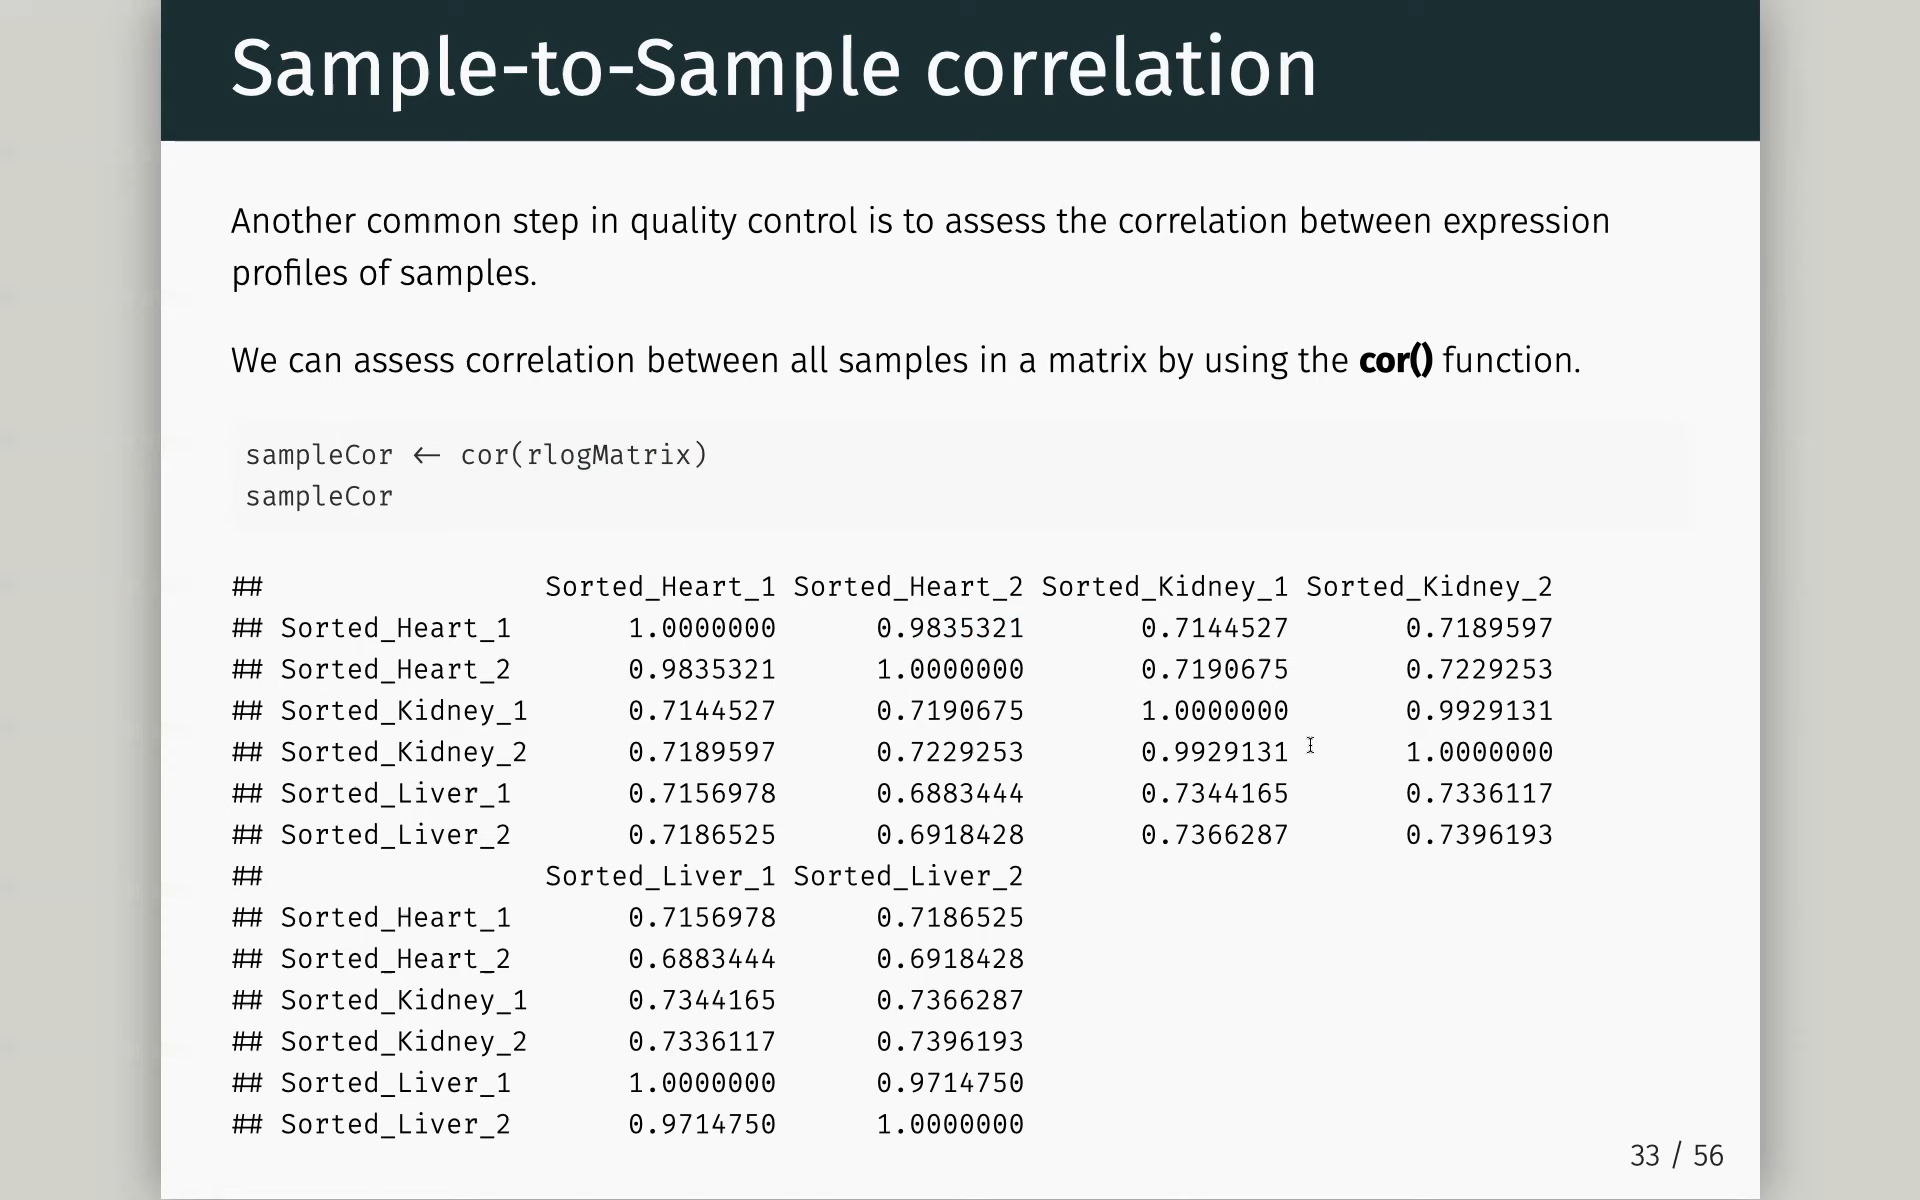 Sample-to-Sample correlation
Another common step in quality control is to assess the correlation between expression
profiles of samples.
We can assess correlation between all samples in a matrix by using the cor() function.
sampleCor ← cor(rlogMatrix)
sampleCor
##                 Sorted_Heart_1 Sorted_Heart_2 Sorted_Kidney_1 Sorted_Kidney_2
## Sorted_Heart_1       1.0000000      0.9835321       0.7144527       0.7189597
## Sorted_Heart_2       0.9835321      1.0000000       0.7190675       0.7229253
## Sorted_Kidney_1      0.7144527      0.7190675       1.0000000       0.9929131
## Sorted_Kidney_2      0.7189597      0.7229253       0.9929131       1.0000000
## Sorted_Liver_1       0.7156978      0.6883444       0.7344165       0.7336117
## Sorted_Liver_2       0.7186525      0.6918428       0.7366287       0.7396193
##                 Sorted_Liver_1 Sorted_Liver_2
## Sorted_Heart_1       0.7156978      0.7186525
## Sorted_Heart_2       0.6883444      0.6918428
## Sorted_Kidney_1      0.7344165      0.7366287
## Sorted_Kidney_2      0.7336117      0.7396193
## Sorted_Liver_1       1.0000000      0.9714750
## Sorted_Liver_2       0.9714750      1.0000000
33 / 56